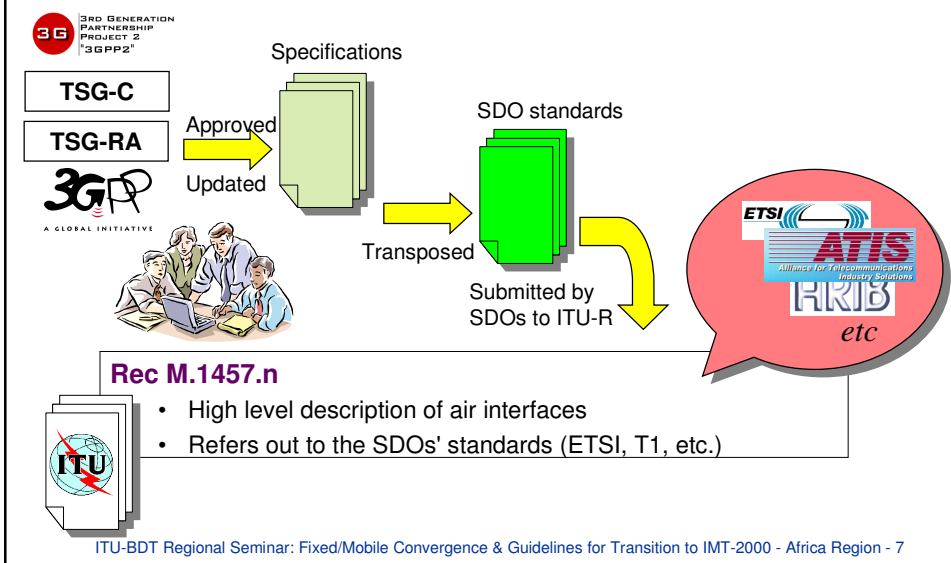 3G
3RD GENERATION
PARTNERSHIP
PROJECT 2
"3GPP2"
TSG-C
TSG-RA
3GPP
A GLOBAL INITIATIVE
Approved
Updated
Specifications
Transposed
SDO standards
Submitted by
SDOs to ITU-R
ETSI
ATIS
Alliance for Telecommunications
Industry Solutions
etc
Rec M.1457.n
• High level description of air interfaces
• Refers out to the SDOs' standards (ETSI, T1, etc.)
ITU
ITU-BDT Regional Seminar: Fixed/Mobile Convergence & Guidelines for Transition to IMT-2000 - Africa Region - 7